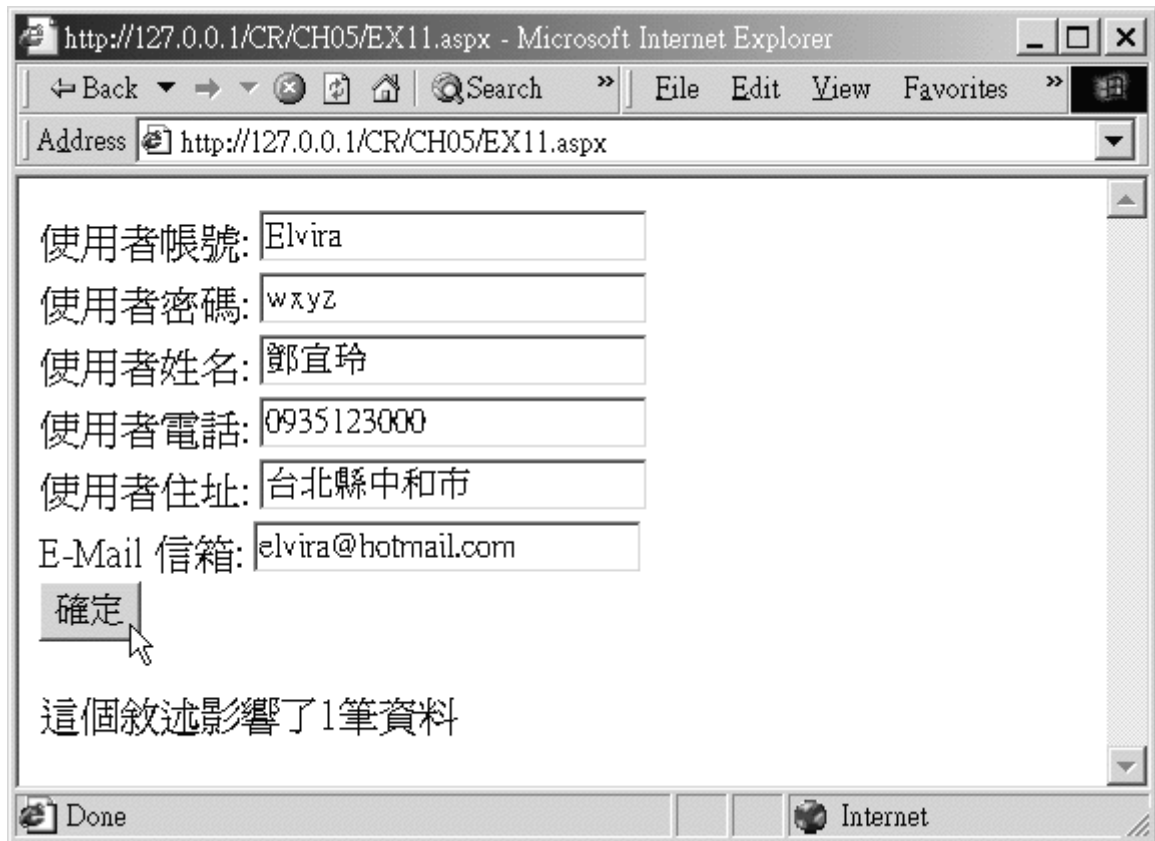 http://127.0.0.1/CR/CH05/EX11.aspx - Microsoft Internet Explorer
Back Search » File Edit View Favorites »
Address http://127.0.0.1/CR/CH05/EX11.aspx
使用者帳號: Elvira
使用者密碼: wxyz
使用者姓名: 鄧宜玲
使用者電話: 0935123000
使用者住址: 台北縣中和市
E-Mail 信箱: elvira@hotmail.com
確定
這個敘述影響了1筆資料
Done Internet